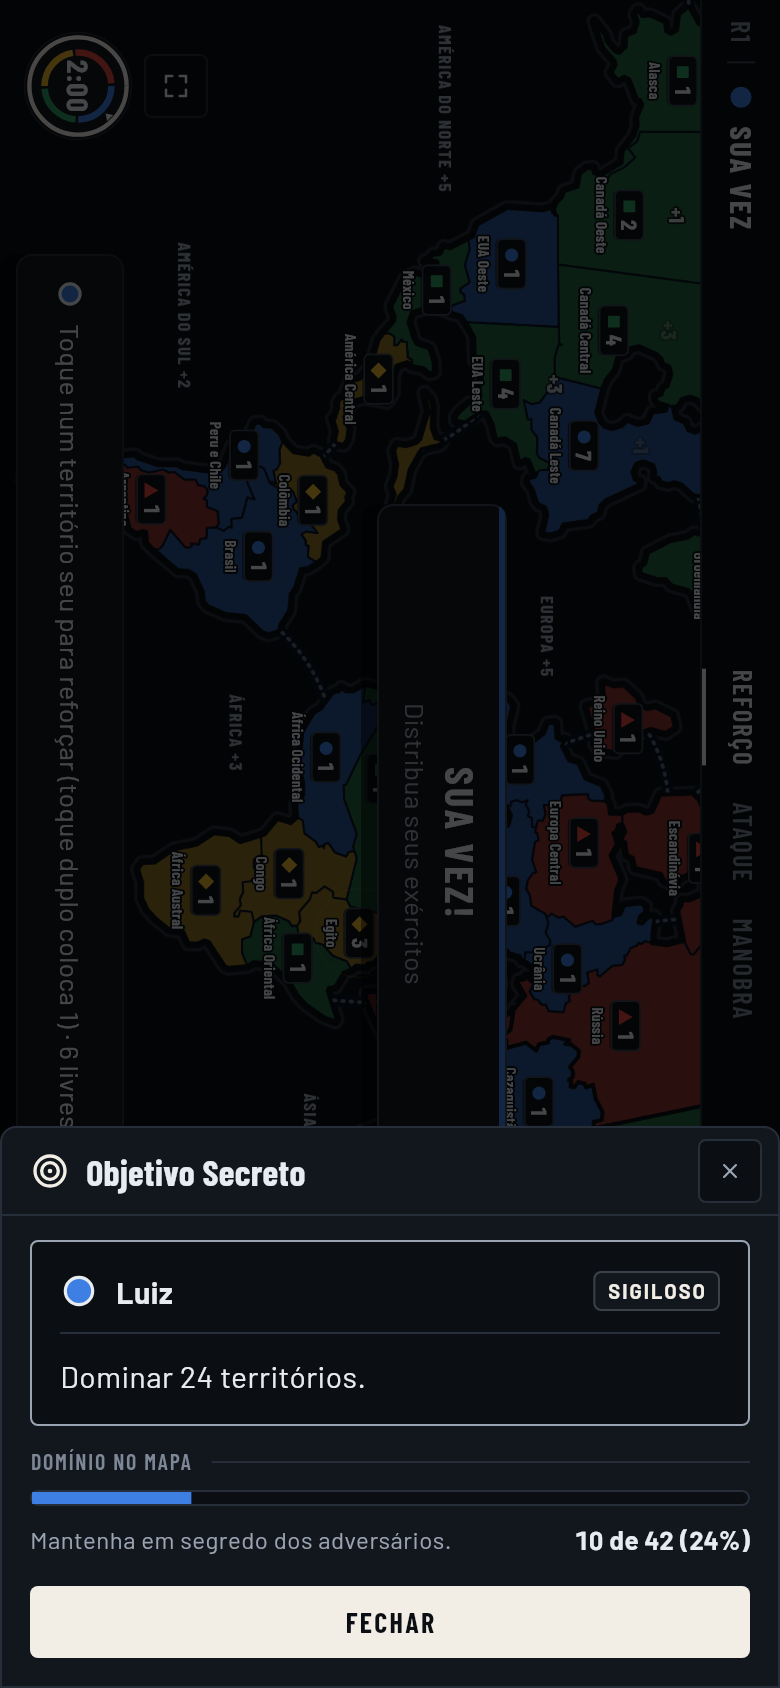 R1
SUA VEZ
REFORÇO
ATAQUE
MANOBRA
2:00
AMÉRICA DO NORTE +5
AMÉRICA DO SUL +2
EUROPA +5
ÁFRICA +3
ÁSIA
Alasca
1
Canadá Oeste
2
+1
Canadá Central
4
+3
Canadá Leste
7
+3
+1
EUA Oeste
1
EUA Leste
4
México
1
América Central
1
Colômbia
1
Peru e Chile
1
Brasil
1
1
Reino Unido
1
Escandinávia
1
Europa Central
1
1
1
Ucrânia
1
Rússia
1
1
África Ocidental
1
Congo
1
África Austral
1
Egito
3
África Oriental
1
SUA VEZ!
Distribua seus exércitos
Toque num território seu para reforçar (toque duplo coloca 1) · 6 livres
Objetivo Secreto
Luiz
SIGILOSO
Dominar 24 territórios.
DOMÍNIO NO MAPA
Mantenha em segredo dos adversários.
10 de 42 (24%)
FECHAR